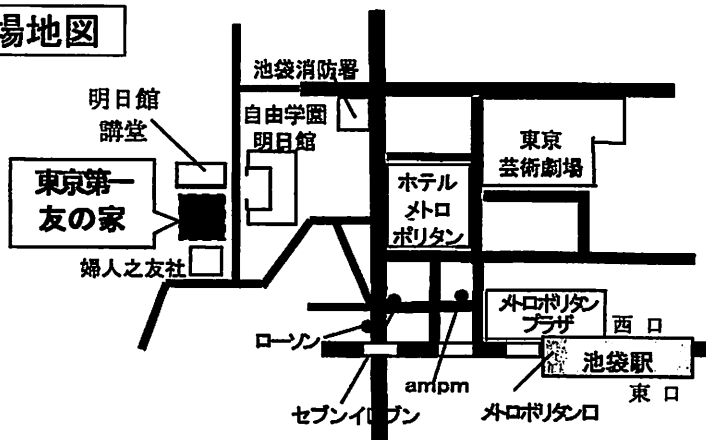 場地図
池袋消防署
明日館
講堂
自由学園
明日館
東京
芸術劇場
東京第一
友の家
ホテル
メトロ
ポリタン
婦人之友社
メトロポリタン
プラザ
西 口
ローソン
池袋駅
ampm
東 口
セブンイレブン
メトロポリタン口